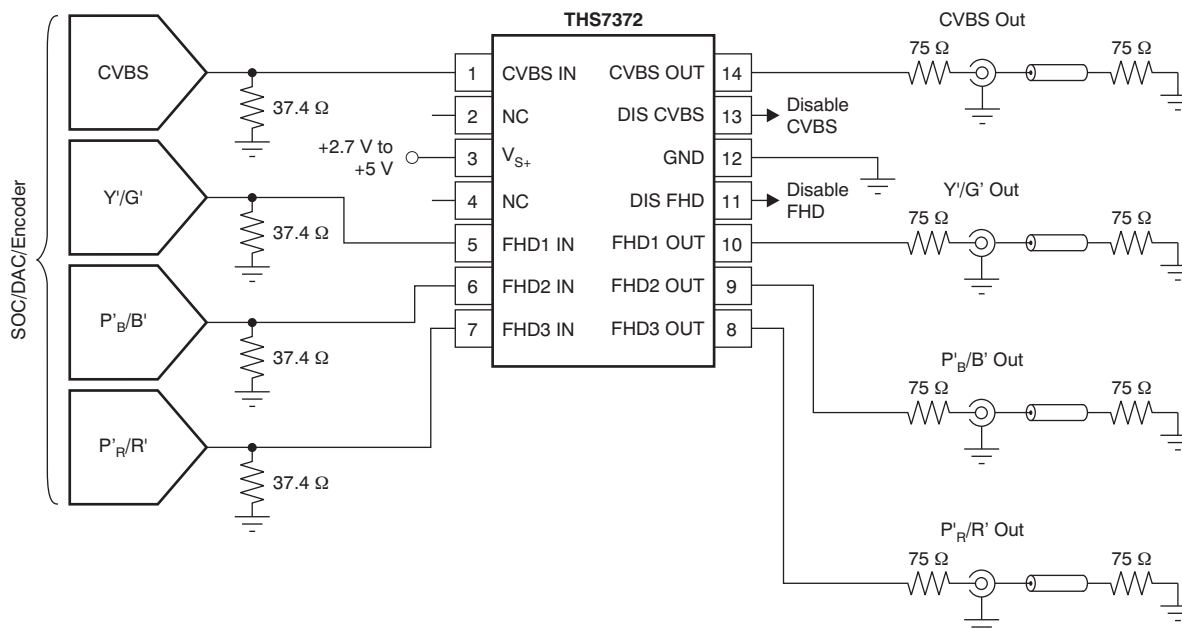 THS7372
SOC/DAC/Encoder
CVBS
37.4 Ω
Y'/G'
37.4 Ω
P'B/B'
37.4 Ω
P'R/R'
37.4 Ω
+2.7 V to
+5 V
1 CVBS IN
2 NC
3 VS+
4 NC
5 FHD1 IN
6 FHD2 IN
7 FHD3 IN
CVBS OUT 14
DIS CVBS 13
GND 12
DIS FHD 11
FHD1 OUT 10
FHD2 OUT 9
FHD3 OUT 8
Disable
CVBS
Disable
FHD
CVBS Out
75 Ω 75 Ω
Y'/G' Out
75 Ω 75 Ω
P'B/B' Out
75 Ω 75 Ω
P'R/R' Out
75 Ω 75 Ω